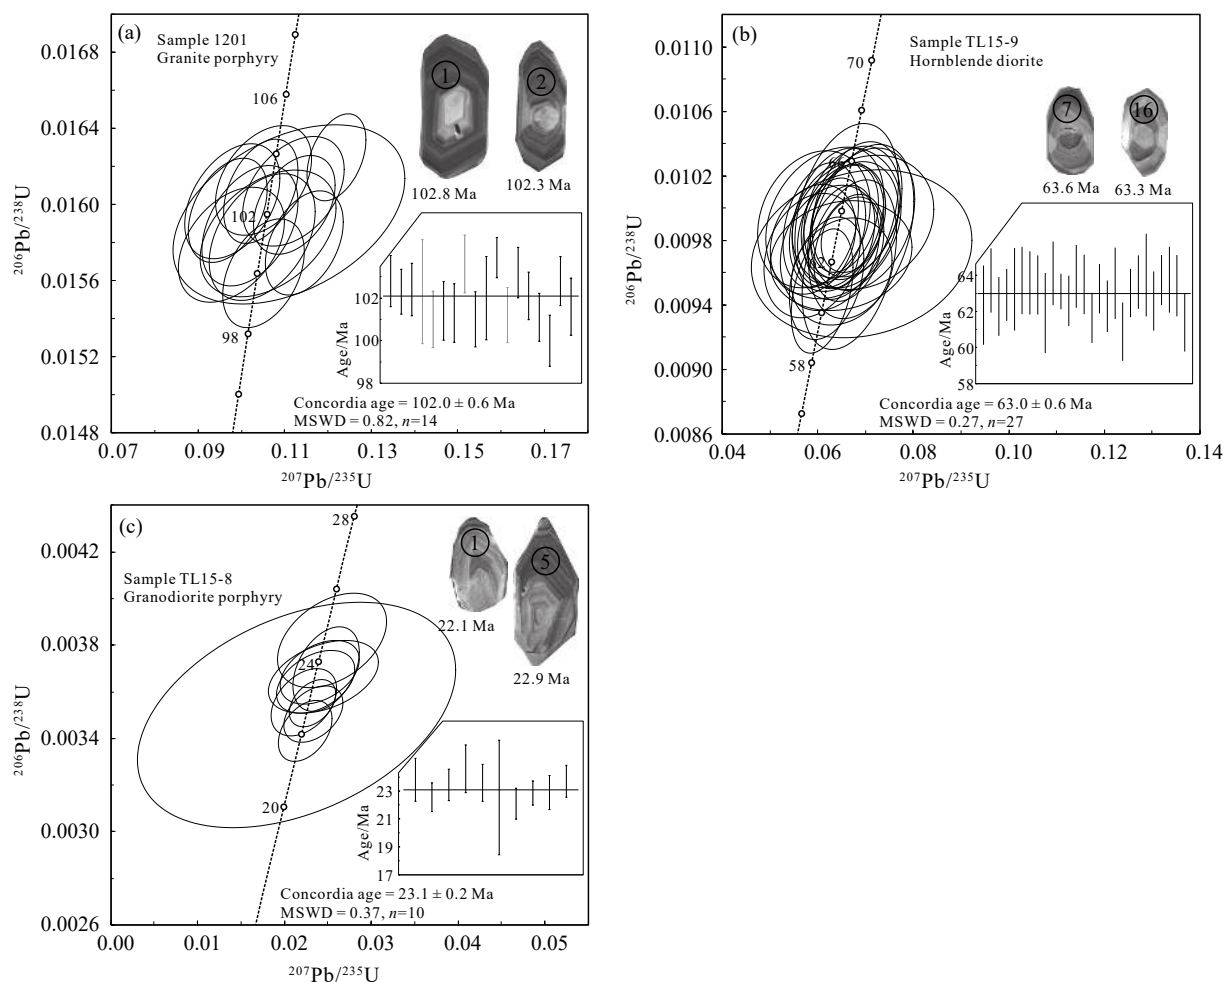 (a)
Sample 1201
Granite porphyry
0.0168
0.0164
0.0160
0.0156
0.0152
0.0148
206Pb/238U
106
102
98
1
2
102.8 Ma
102.3 Ma
102
100
98
Age/Ma
Concordia age = 102.0 ± 0.6 Ma
MSWD = 0.82, n=14
0.07
0.09
0.11
0.13
0.15
0.17
207Pb/235U
(b)
Sample TL15-9
Hornblende diorite
0.0110
0.0106
0.0102
0.0098
0.0094
0.0090
0.0086
206Pb/238U
70
58
7
16
63.6 Ma
63.3 Ma
64
62
60
58
Age/Ma
Concordia age = 63.0 ± 0.6 Ma
MSWD = 0.27, n=27
0.04
0.06
0.08
0.10
0.12
0.14
207Pb/235U
(c)
Sample TL15-8
Granodiorite porphyry
0.0042
0.0038
0.0034
0.0030
0.0026
206Pb/238U
28
24
20
1
5
22.1 Ma
22.9 Ma
23
21
19
17
Age/Ma
Concordia age = 23.1 ± 0.2 Ma
MSWD = 0.37, n=10
0.00
0.01
0.02
0.03
0.04
0.05
207Pb/235U